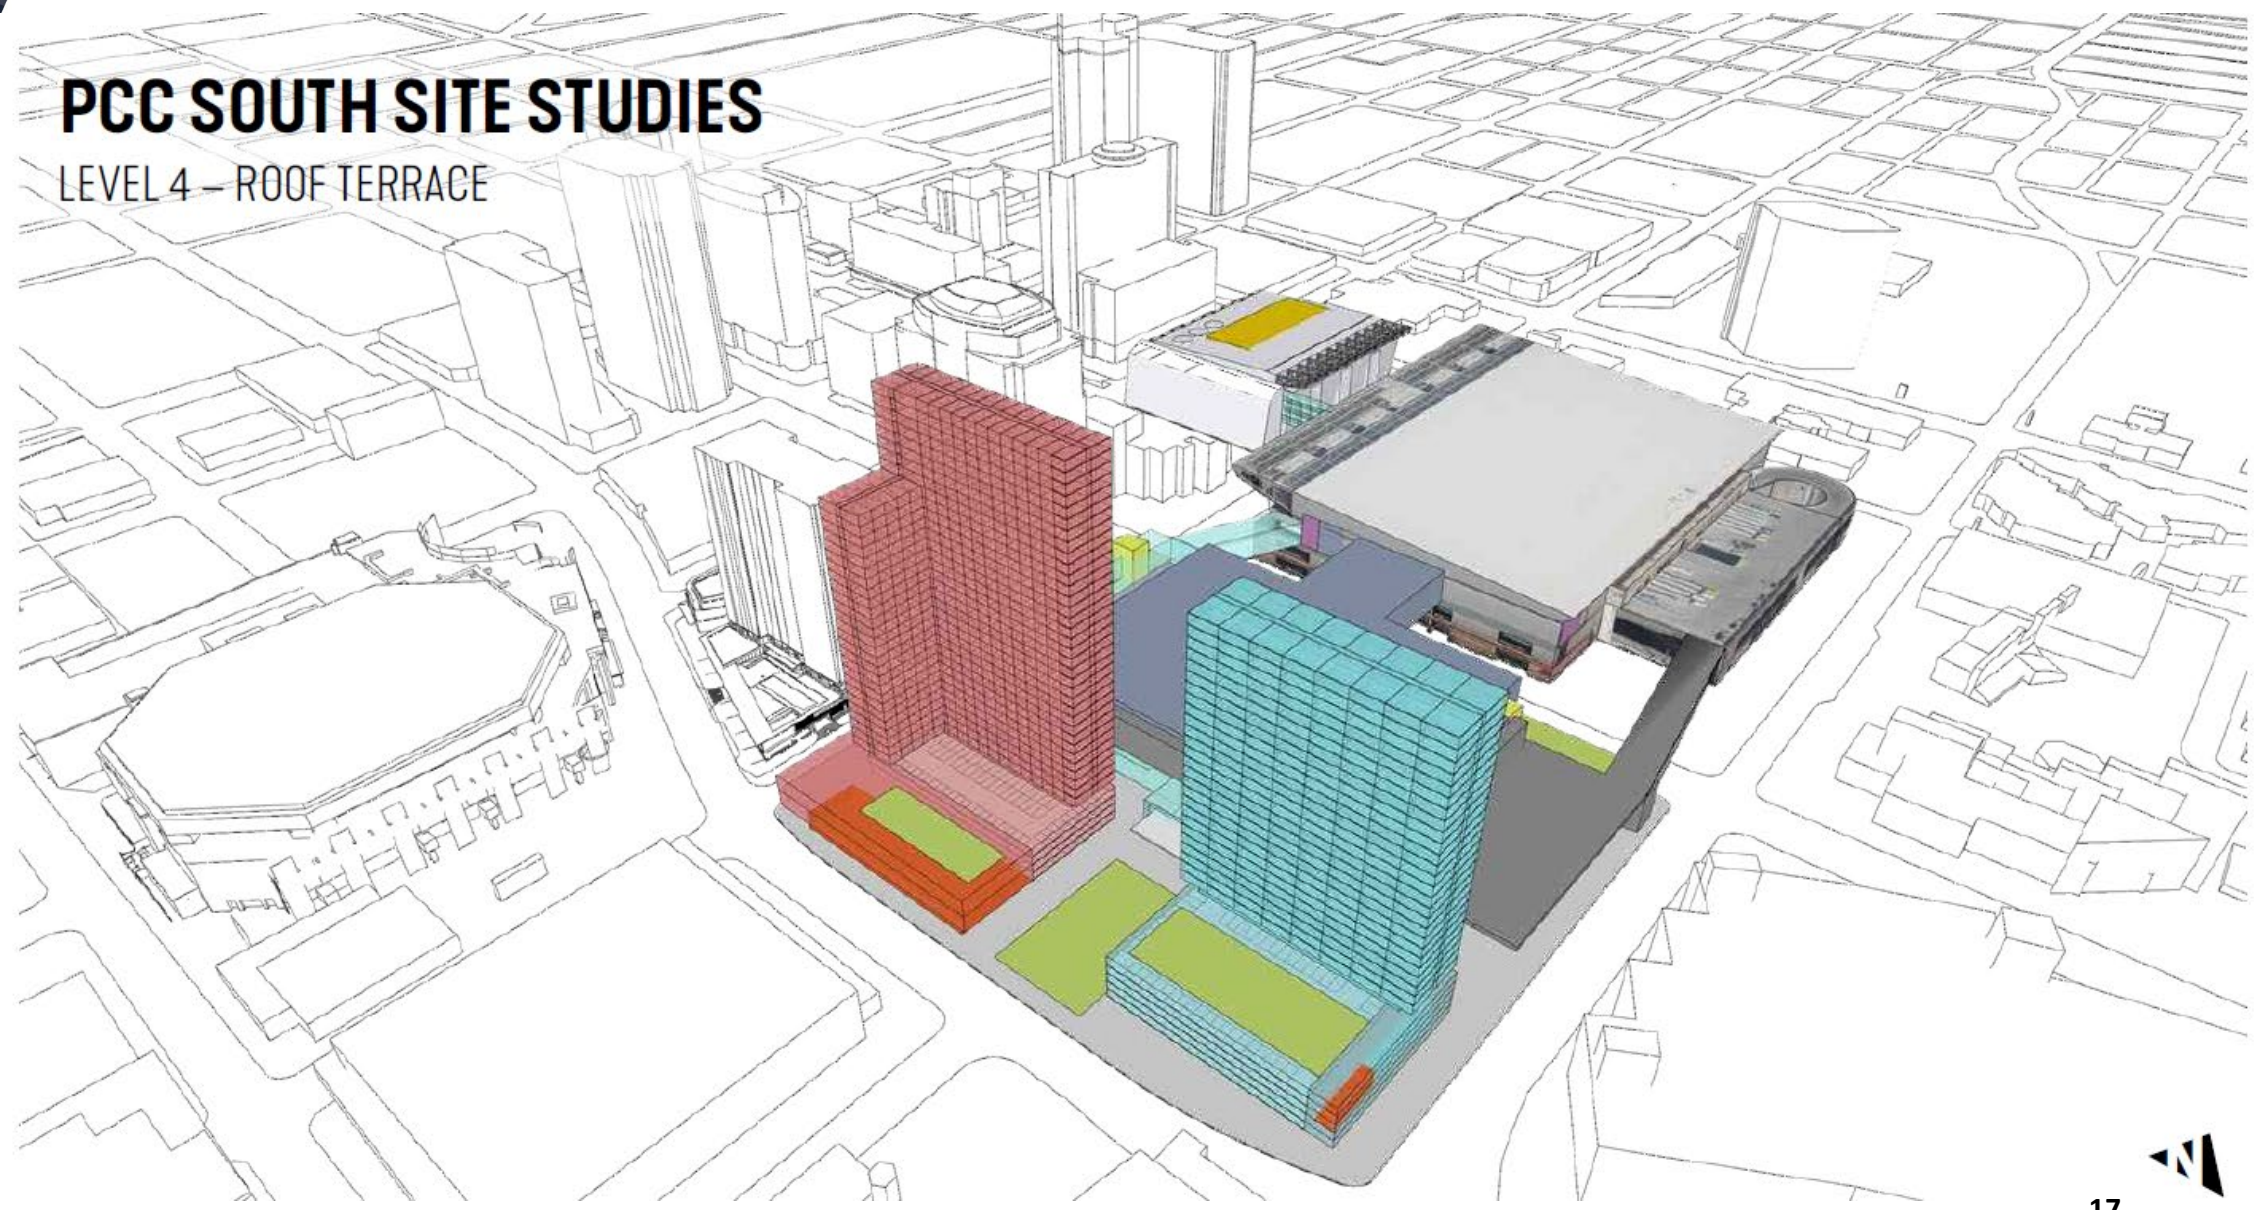 PCC SOUTH SITE STUDIES
LEVEL 4 – ROOF TERRACE
N
17